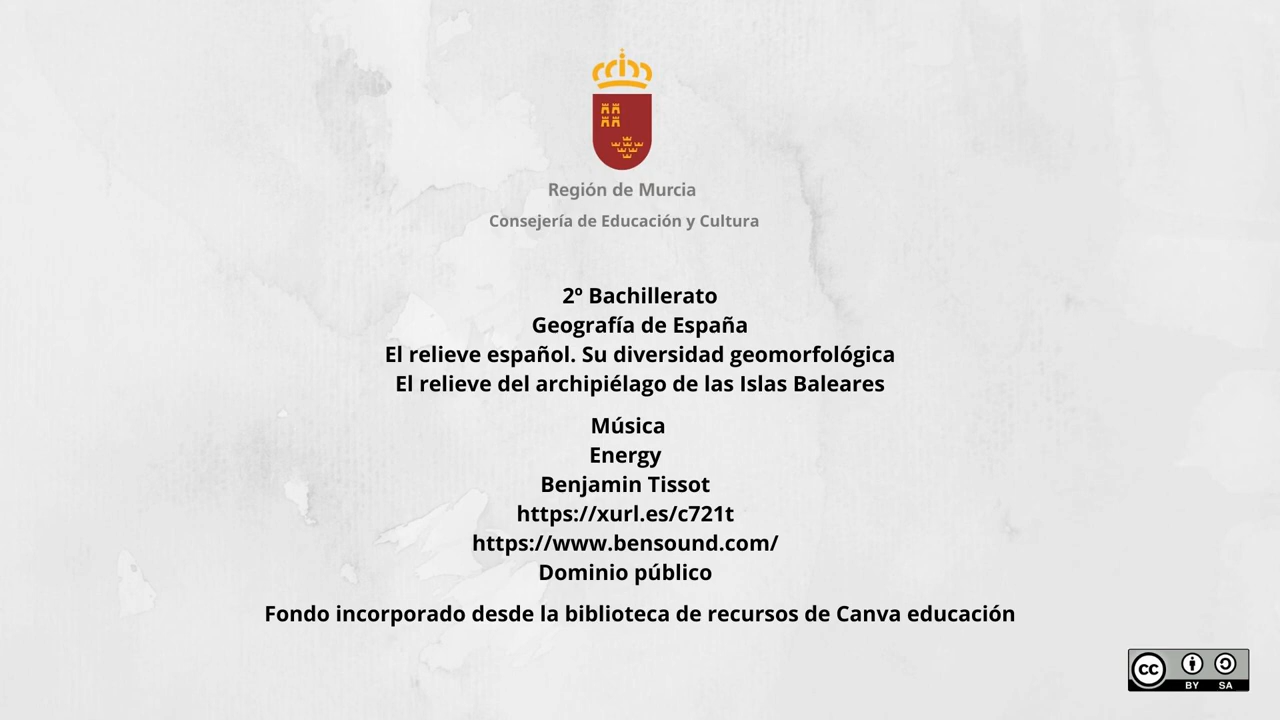 Región de Murcia
Consejería de Educación y Cultura
2º Bachillerato
Geografía de España
El relieve español. Su diversidad geomorfológica
El relieve del archipiélago de las Islas Baleares
Música
Energy
Benjamin Tissot
https://xurl.es/c721t
https://www.bensound.com/
Dominio público
Fondo incorporado desde la biblioteca de recursos de Canva educación
cc
BY SA